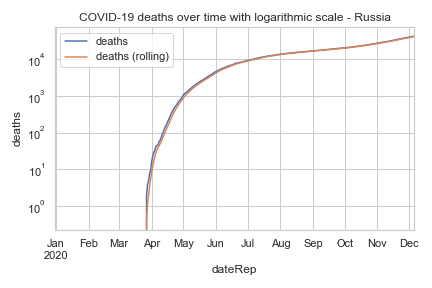 COVID-19 deaths over time with logarithmic scale - Russia
deaths
deaths (rolling)
10⁴
10³
10²
10¹
10⁰
deaths
Jan Feb Mar Apr May Jun Jul Aug Sep Oct Nov Dec
2020
dateRep